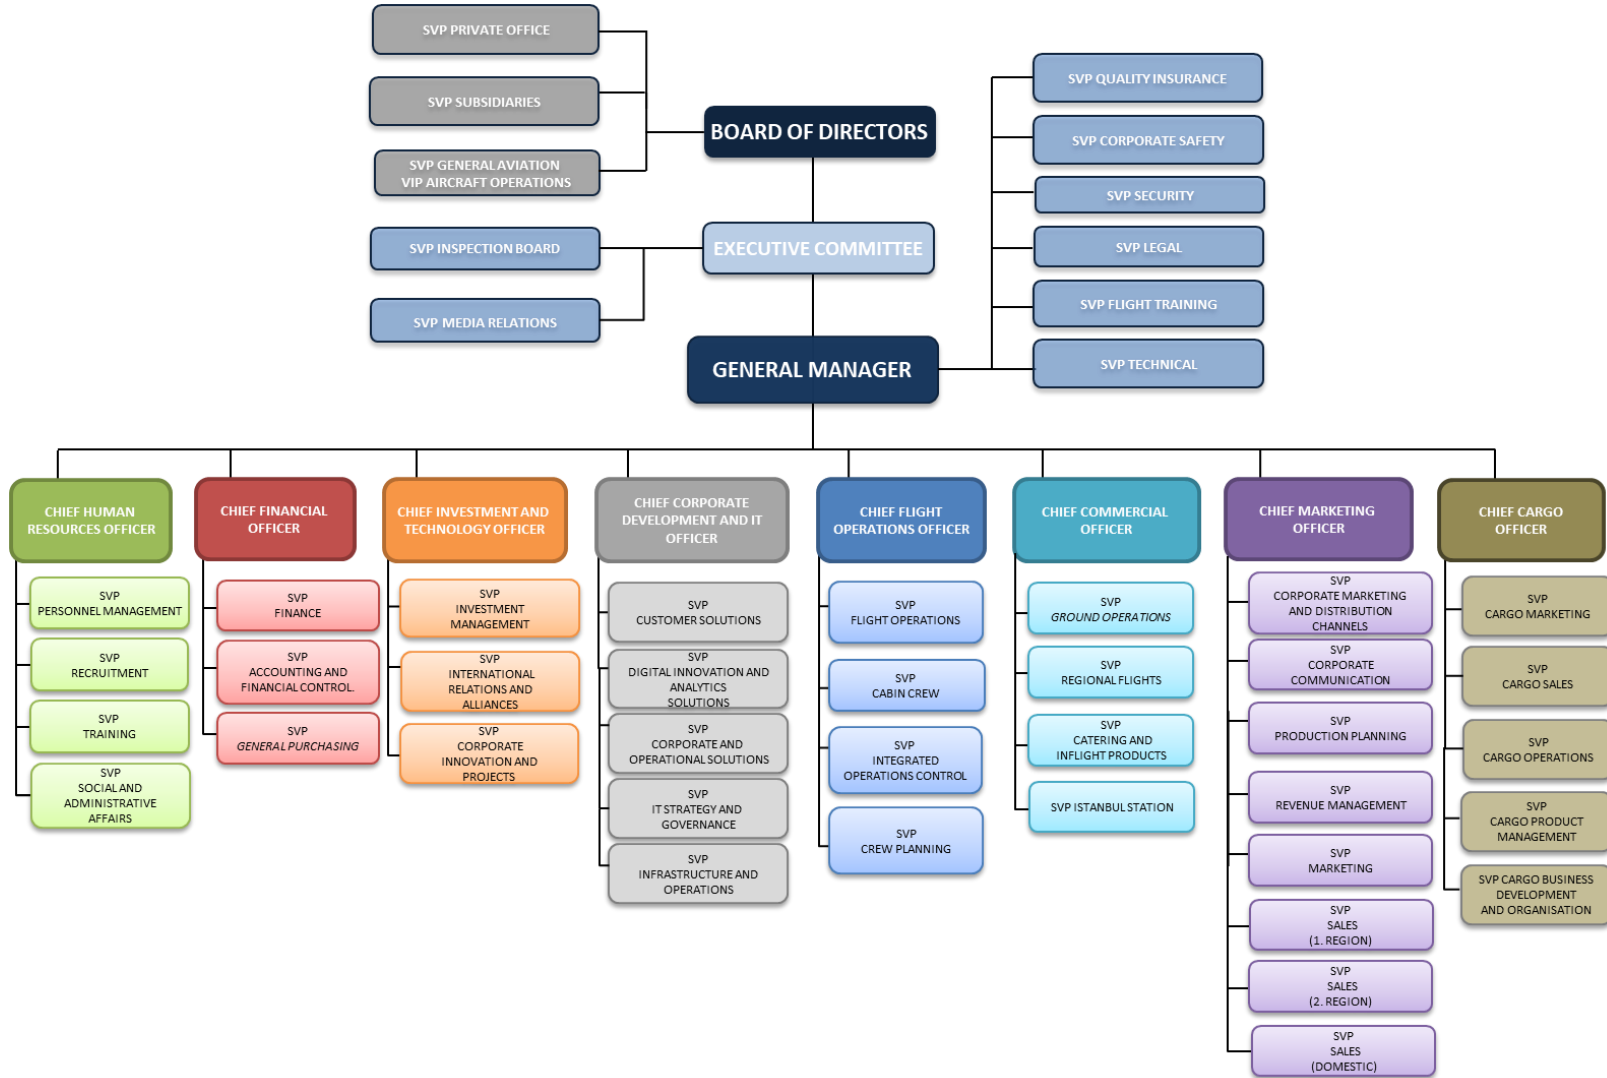 SVP PRIVATE OFFICE
SVP SUBSIDIARIES
SVP GENERAL AVIATION
VIP AIRCRAFT OPERATIONS
BOARD OF DIRECTORS
SVP INSPECTION BOARD
SVP MEDIA RELATIONS
EXECUTIVE COMMITTEE
GENERAL MANAGER
SVP QUALITY INSURANCE
SVP CORPORATE SAFETY
SVP SECURITY
SVP LEGAL
SVP FLIGHT TRAINING
SVP TECHNICAL
CHIEF HUMAN
RESOURCES OFFICER
SVP
PERSONNEL MANAGEMENT
SVP
RECRUITMENT
SVP
TRAINING
SVP
SOCIAL AND
ADMINISTRATIVE
AFFAIRS
CHIEF FINANCIAL
OFFICER
SVP
FINANCE
SVP
ACCOUNTING AND
FINANCIAL CONTROL.
SVP
GENERAL PURCHASING
CHIEF INVESTMENT AND
TECHNOLOGY OFFICER
SVP
INVESTMENT
MANAGEMENT
SVP
INTERNATIONAL
RELATIONS AND
ALLIANCES
SVP
CORPORATE
INNOVATION AND
PROJECTS
CHIEF CORPORATE
DEVELOPMENT AND IT
OFFICER
SVP
CUSTOMER SOLUTIONS
SVP
DIGITAL INNOVATION AND
ANALYTICS
SOLUTIONS
SVP
CORPORATE AND
OPERATIONAL SOLUTIONS
SVP
IT STRATEGY AND
GOVERNANCE
SVP
INFRASTRUCTURE AND
OPERATIONS
CHIEF FLIGHT
OPERATIONS OFFICER
SVP
FLIGHT OPERATIONS
SVP
CABIN CREW
SVP
INTEGRATED
OPERATIONS CONTROL
SVP
CREW PLANNING
CHIEF COMMERCIAL
OFFICER
SVP
GROUND OPERATIONS
SVP
REGIONAL FLIGHTS
SVP
CATERING AND
INFLIGHT PRODUCTS
SVP ISTANBUL STATION
CHIEF MARKETING
OFFICER
SVP
CORPORATE MARKETING
AND DISTRIBUTION
CHANNELS
SVP
CORPORATE
COMMUNICATION
SVP
PRODUCTION PLANNING
SVP
REVENUE MANAGEMENT
SVP
MARKETING
SVP
SALES
(1. REGION)
SVP
SALES
(2. REGION)
SVP
SALES
(DOMESTIC)
CHIEF CARGO
OFFICER
SVP
CARGO MARKETING
SVP
CARGO SALES
SVP
CARGO OPERATIONS
SVP
CARGO PRODUCT
MANAGEMENT
SVP CARGO BUSINESS
DEVELOPMENT
AND ORGANISATION